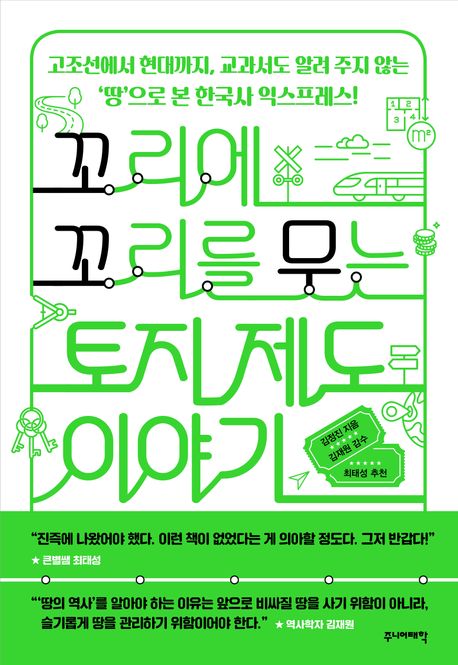 고조선에서 현대까지, 교과서도 알려 주지 않는
‘땅’으로 본 한국사 익스프레스!
1 2
3 4
m²
꼬리에
꼬리를 무는
토지 제도
이야기
김정진 지음
김재원 감수
★★★★★
최태성 추천
“진즉에 나왔어야 했다. 이런 책이 없었다는 게 의아할 정도다. 그저 반갑다!”
★ 큰별쌤 최태성
“‘땅의 역사’를 알아야 하는 이유는 앞으로 비싸질 땅을 사기 위함이 아니라,
슬기롭게 땅을 관리하기 위함이어야 한다.” ★ 역사학자 김재원
주니어태학